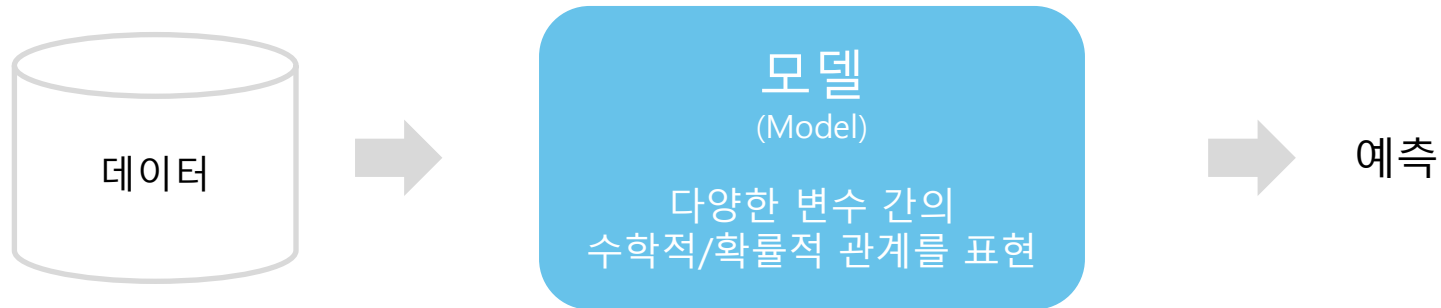 데이터
모델
(Model)
다양한 변수 간의
수학적/확률적 관계를 표현
예측